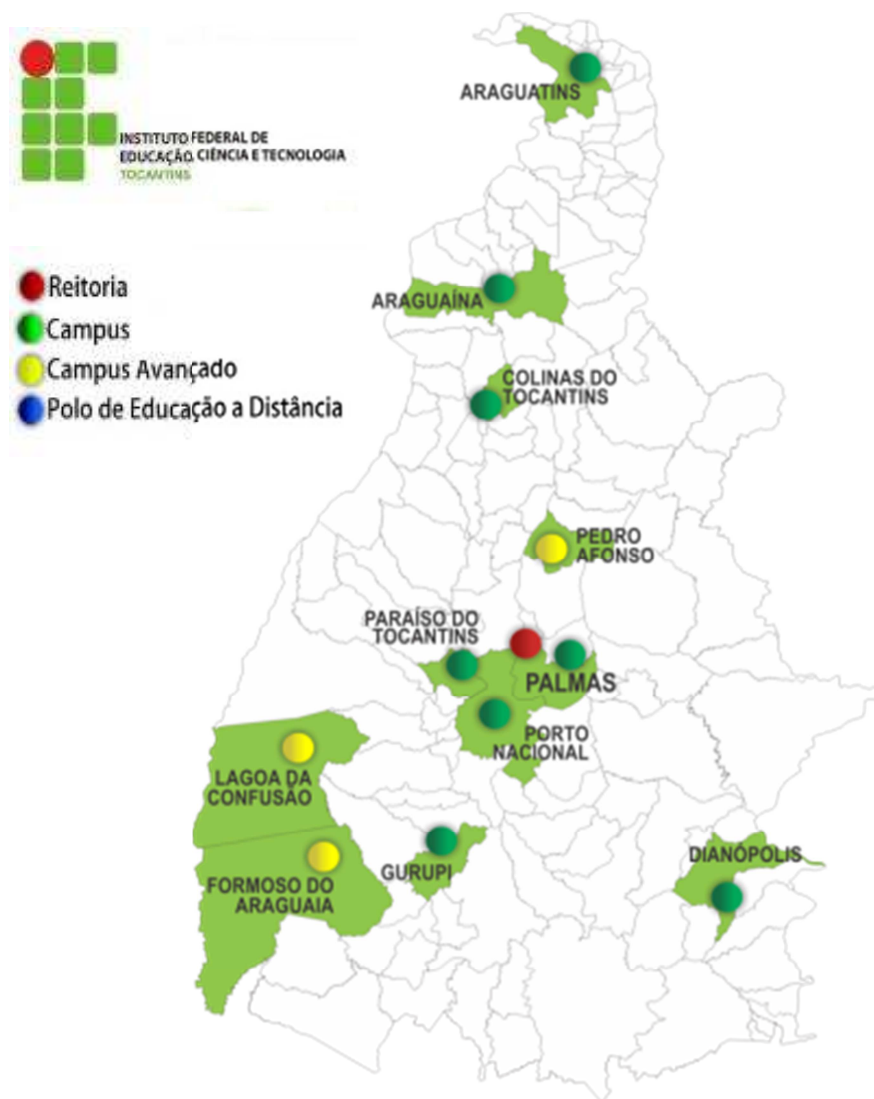 INSTITUTO FEDERAL DE
EDUCAÇÃO, CIÊNCIA E TECNOLOGIA
TOCANTINS
Reitoria
Campus
Campus Avançado
Polo de Educação a Distância
ARAGUATINS
ARAGUAÍNA
COLINAS DO
TOCANTINS
PEDRO
AFONSO
PARAÍSO DO
TOCANTINS
PALMAS
PORTO
NACIONAL
LAGOA DA
CONFUSÃO
GURUPI
DIANÓPOLIS
FORMOSO DO
ARAGUAIA